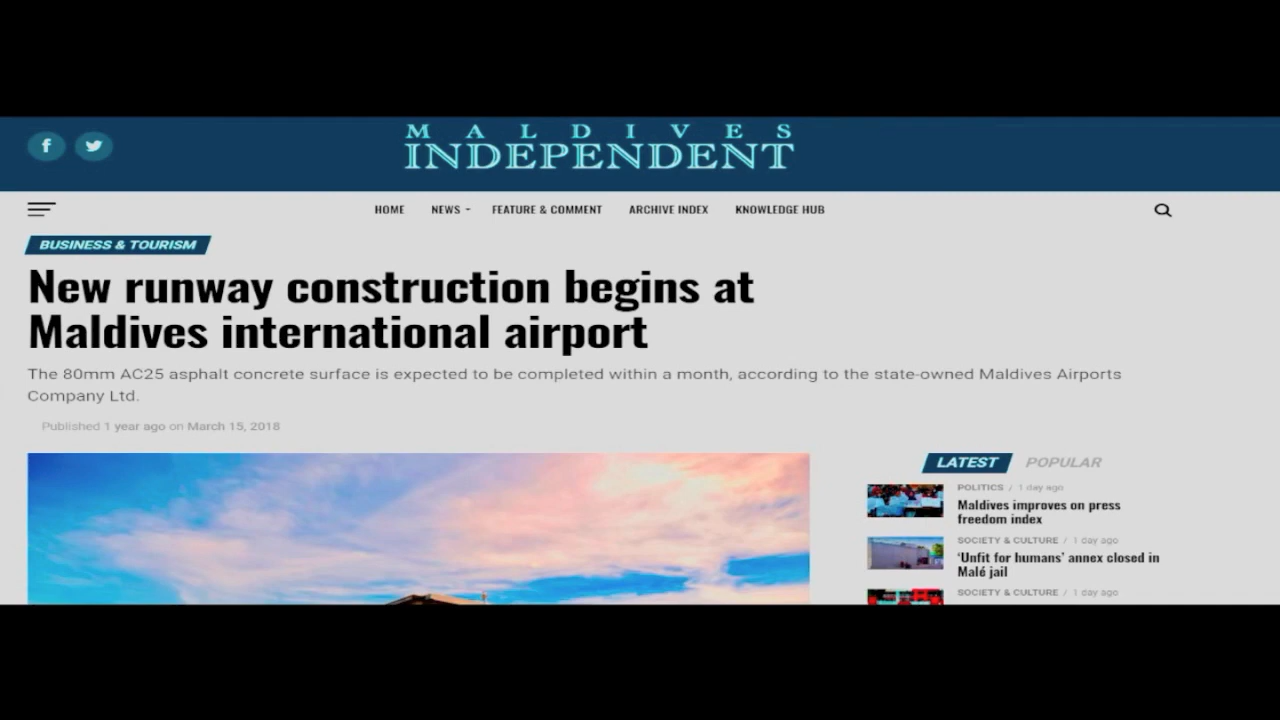 MALDIVES
INDEPENDENT
HOME NEWS FEATURE & COMMENT ARCHIVE INDEX KNOWLEDGE HUB
BUSINESS & TOURISM
New runway construction begins at
Maldives international airport
The 80mm AC25 asphalt concrete surface is expected to be completed within a month, according to the state-owned Maldives Airports
Company Ltd.
Published 1 year ago on March 15, 2018
LATEST POPULAR
POLITICS / 1 day ago
Maldives improves on press
freedom index
SOCIETY & CULTURE / 1 day ago
‘Unfit for humans’ annex closed in
Malé jail
SOCIETY & CULTURE / 1 day ago